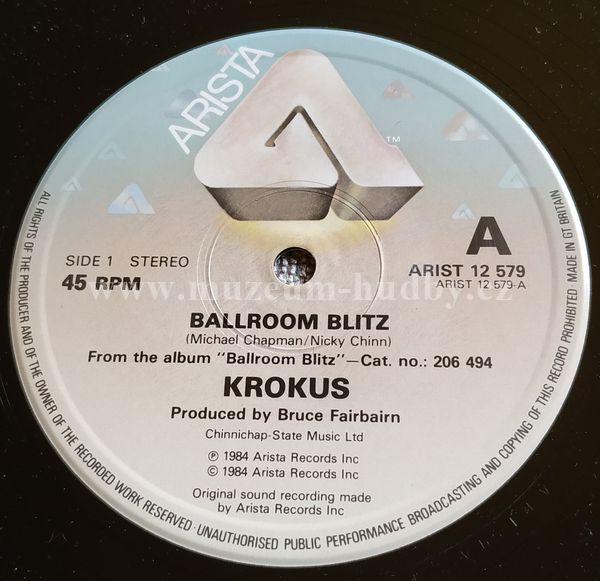 ARISTA
TM
A
SIDE 1 STEREO
45 RPM
ARIST 12 579
ARIST 12 579-A
www.muzeum-hudby.cz
BALLROOM BLITZ
(Michael Chapman/Nicky Chinn)
From the album "Ballroom Blitz"—Cat. no.: 206 494
KROKUS
Produced by Bruce Fairbairn
Chinnichap-State Music Ltd
℗ 1984 Arista Records Inc
© 1984 Arista Records Inc
Original sound recording made
by Arista Records Inc
ALL RIGHTS OF THE PRODUCER AND OF THE OWNER OF THE RECORDED WORK RESERVED · UNAUTHORISED PUBLIC PERFORMANCE BROADCASTING AND COPYING OF THIS RECORD PROHIBITED MADE IN GT BRITAIN